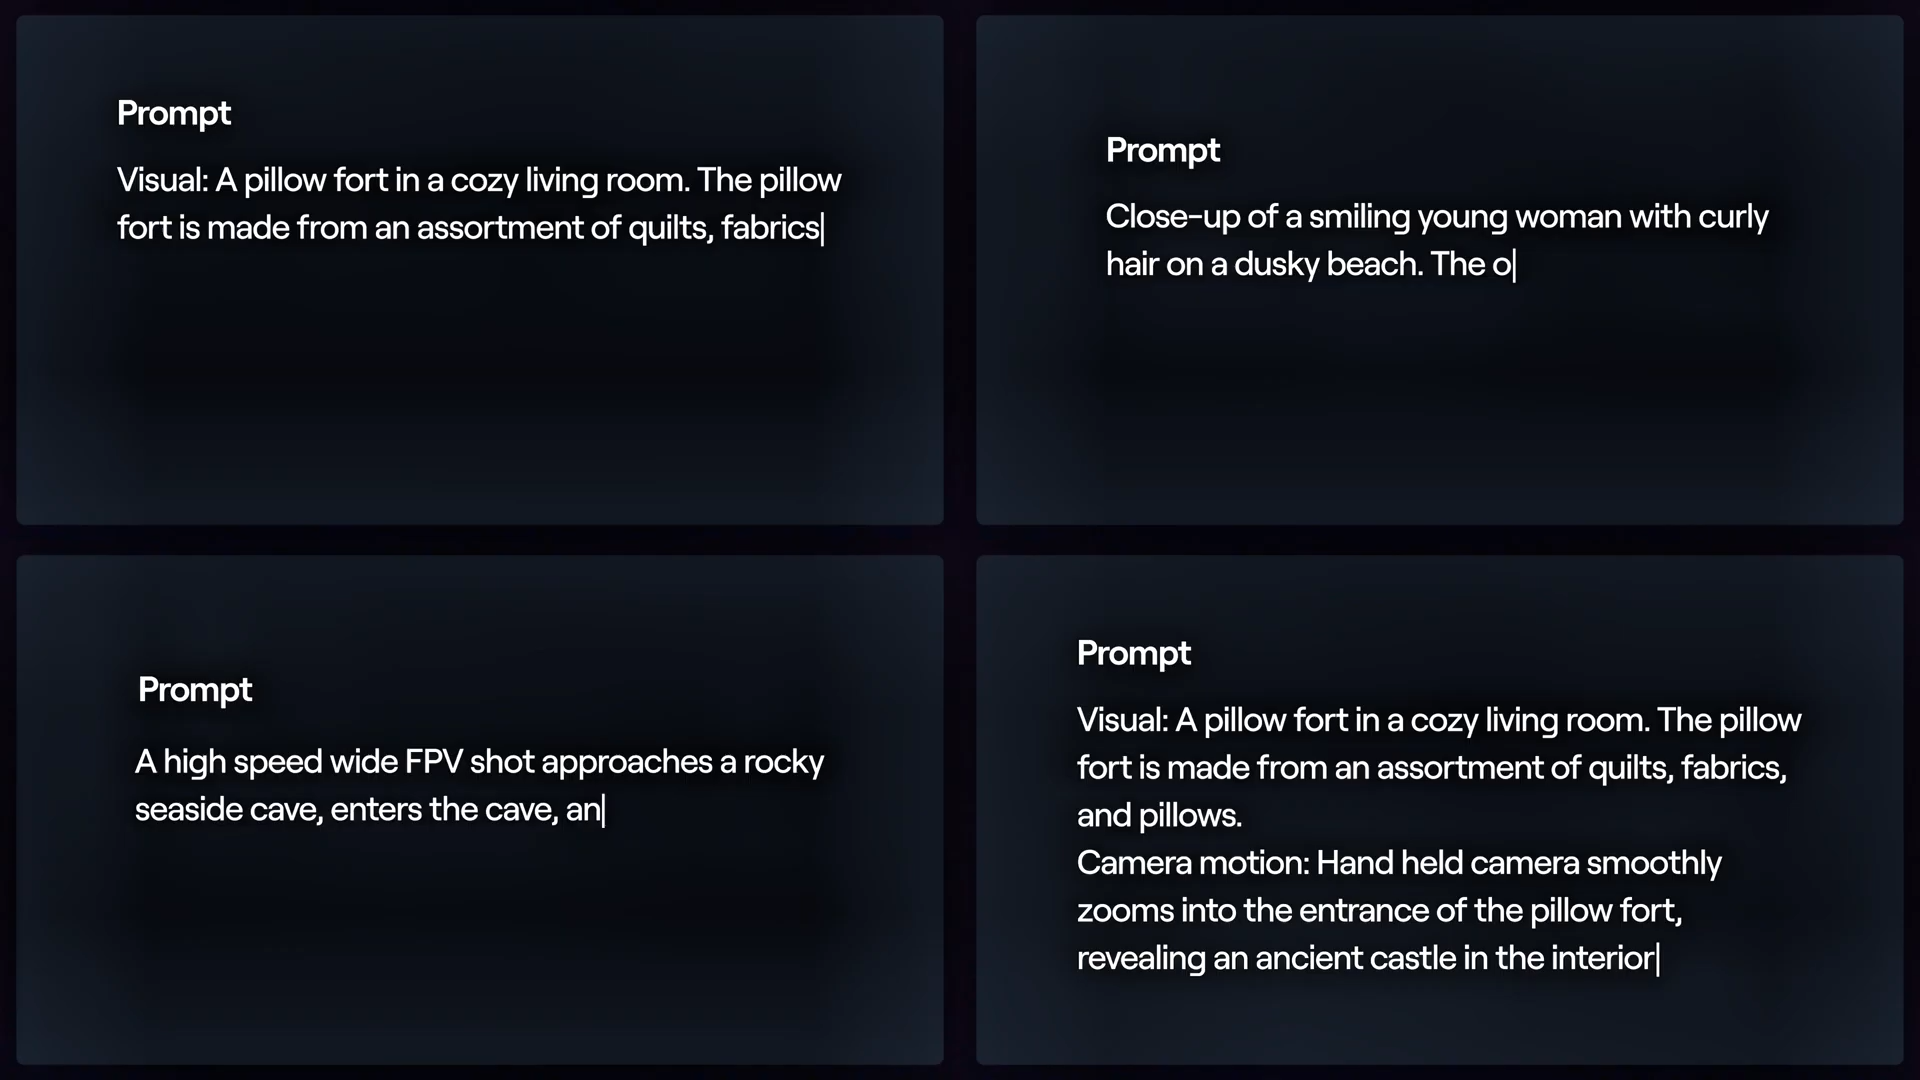 Prompt
Visual: A pillow fort in a cozy living room. The pillow
fort is made from an assortment of quilts, fabrics
Prompt
Close-up of a smiling young woman with curly
hair on a dusky beach. The o
Prompt
A high speed wide FPV shot approaches a rocky
seaside cave, enters the cave, an
Prompt
Visual: A pillow fort in a cozy living room. The pillow
fort is made from an assortment of quilts, fabrics,
and pillows.
Camera motion: Hand held camera smoothly
zooms into the entrance of the pillow fort,
revealing an ancient castle in the interior